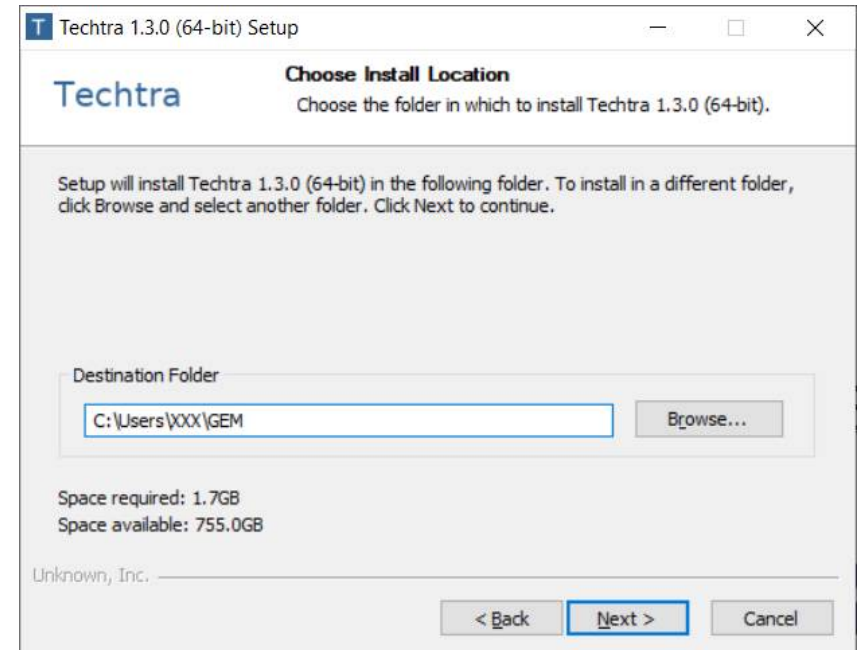 T Techtra 1.3.0 (64-bit) Setup
Techtra
Choose Install Location
Choose the folder in which to install Techtra 1.3.0 (64-bit).
Setup will install Techtra 1.3.0 (64-bit) in the following folder. To install in a different folder,
click Browse and select another folder. Click Next to continue.
Destination Folder
C:\Users\XXX\GEM
Browse...
Space required: 1.7GB
Space available: 755.0GB
Unknown, Inc.
< Back
Next >
Cancel